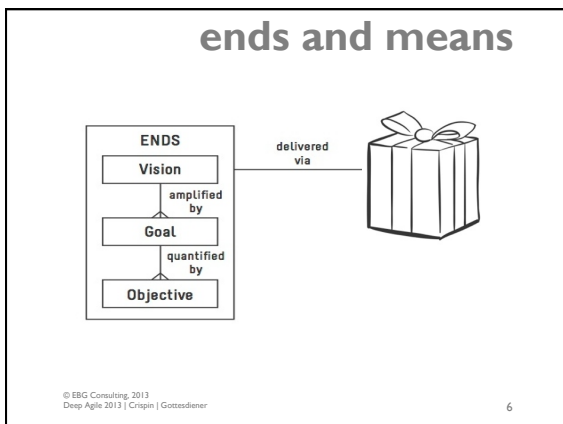 ends and means
ENDS
Vision
amplified
by
Goal
quantified
by
Objective
delivered
via
© EBG Consulting, 2013
Deep Agile 2013 | Crispin | Gottesdiener
6